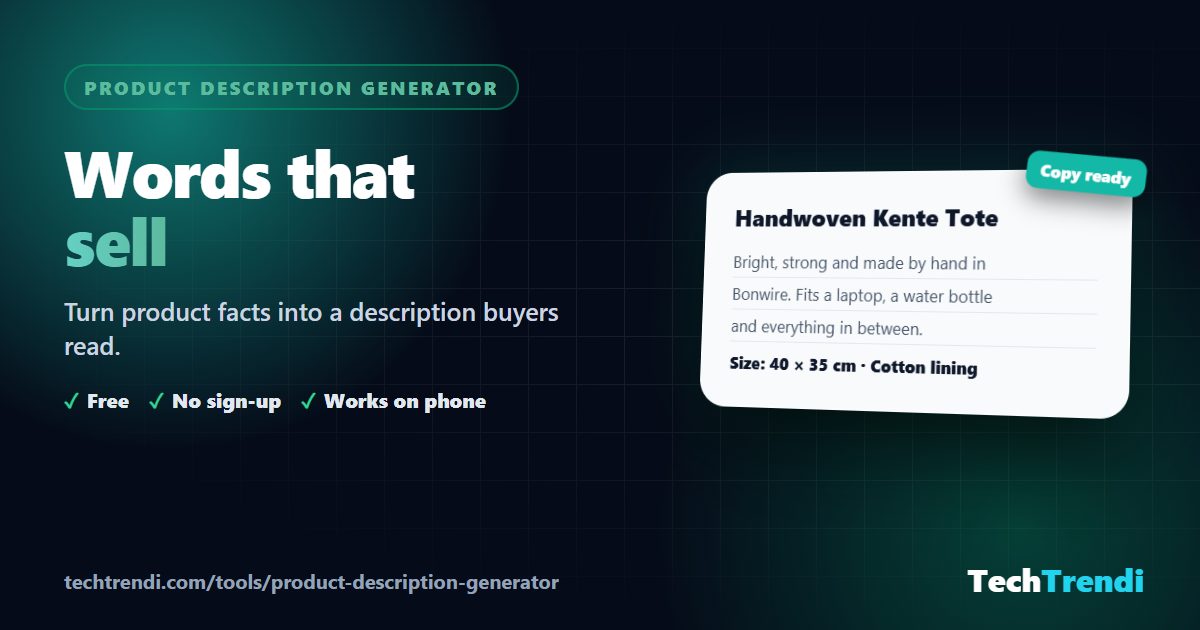 PRODUCT DESCRIPTION GENERATOR
Words that
sell
Turn product facts into a description buyers
read.
✓ Free ✓ No sign-up ✓ Works on phone
Copy ready
Handwoven Kente Tote
Bright, strong and made by hand in
Bonwire. Fits a laptop, a water bottle
and everything in between.
Size: 40 × 35 cm · Cotton lining
techtrendi.com/tools/product-description-generator
TechTrendi